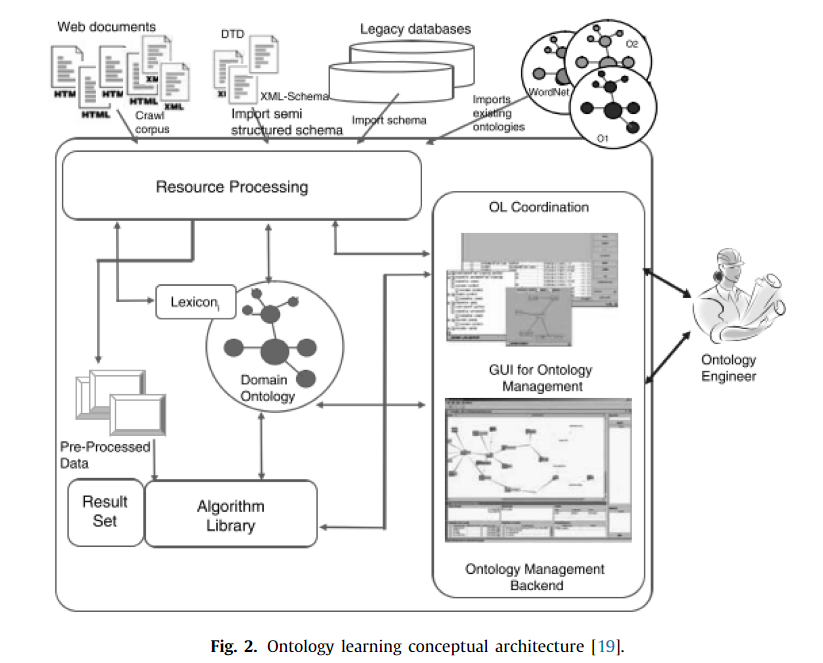 Web documents
DTD
Legacy databases
HTM
HTML
HTM
HTML
XM
XML
Crawl
corpus
XML-Schema
Import semi
structured schema
Import schema
WordNet
O2
O1
Imports
existing
ontologies
Resource Processing
OL Coordination
Lexiconᵢ
Domain
Ontology
GUI for Ontology
Management
Ontology
Engineer
Pre-Processed
Data
Result
Set
Algorithm
Library
Ontology Management
Backend
Fig. 2. Ontology learning conceptual architecture [19].